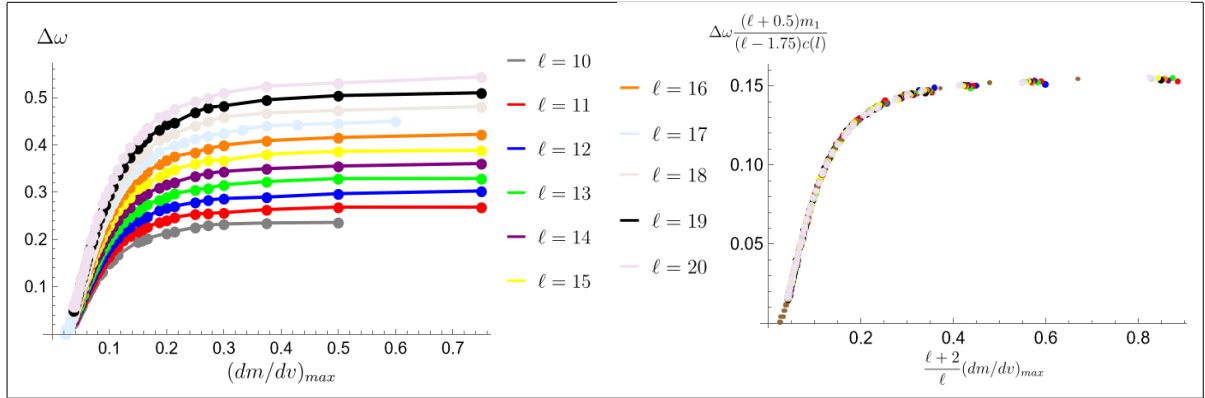 Δω
0.5
0.4
0.3
0.2
0.1
0.1 0.2 0.3 0.4 0.5 0.6 0.7
(dm/dv)max
ℓ = 10
ℓ = 11
ℓ = 12
ℓ = 13
ℓ = 14
ℓ = 15
ℓ = 16
ℓ = 17
ℓ = 18
ℓ = 19
ℓ = 20
Δω (ℓ + 0.5)m₁ / (ℓ − 1.75)c(l)
0.15
0.10
0.05
0.2 0.4 0.6 0.8
ℓ + 2 / ℓ (dm/dv)max